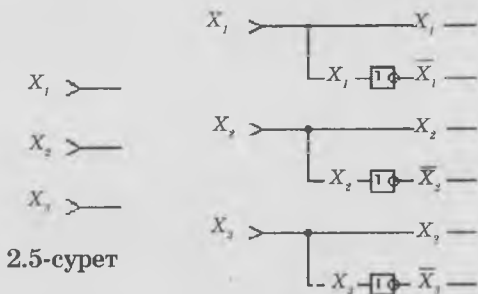 X₁
X₂
X₃
2.5-сурет
X₁ X₁
X₁ 1 X̅₁
X₂ X₂
X₂ 1 X̅₂
X₃ X₃
X₃ 1 X̅₃